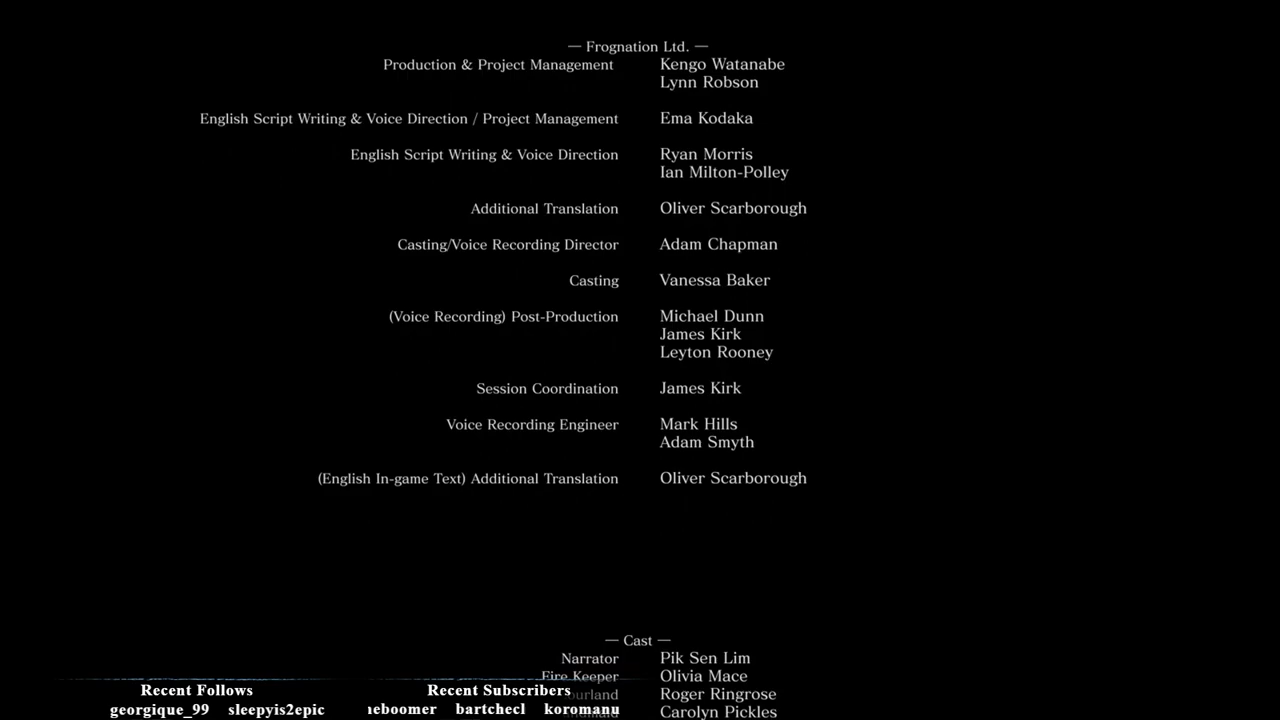 — Frognation Ltd. —
Production & Project Management Kengo Watanabe
Lynn Robson
English Script Writing & Voice Direction / Project Management Ema Kodaka
English Script Writing & Voice Direction Ryan Morris
Ian Milton-Polley
Additional Translation Oliver Scarborough
Casting/Voice Recording Director Adam Chapman
Casting Vanessa Baker
(Voice Recording) Post-Production Michael Dunn
James Kirk
Leyton Rooney
Session Coordination James Kirk
Voice Recording Engineer Mark Hills
Adam Smyth
(English In-game Text) Additional Translation Oliver Scarborough
— Cast —
Narrator Pik Sen Lim
Fire Keeper Olivia Mace
ourland Roger Ringrose
Carolyn Pickles
Recent Follows Recent Subscribers
georgique_99 sleepyis2epic neboomer bartchecl koromanu